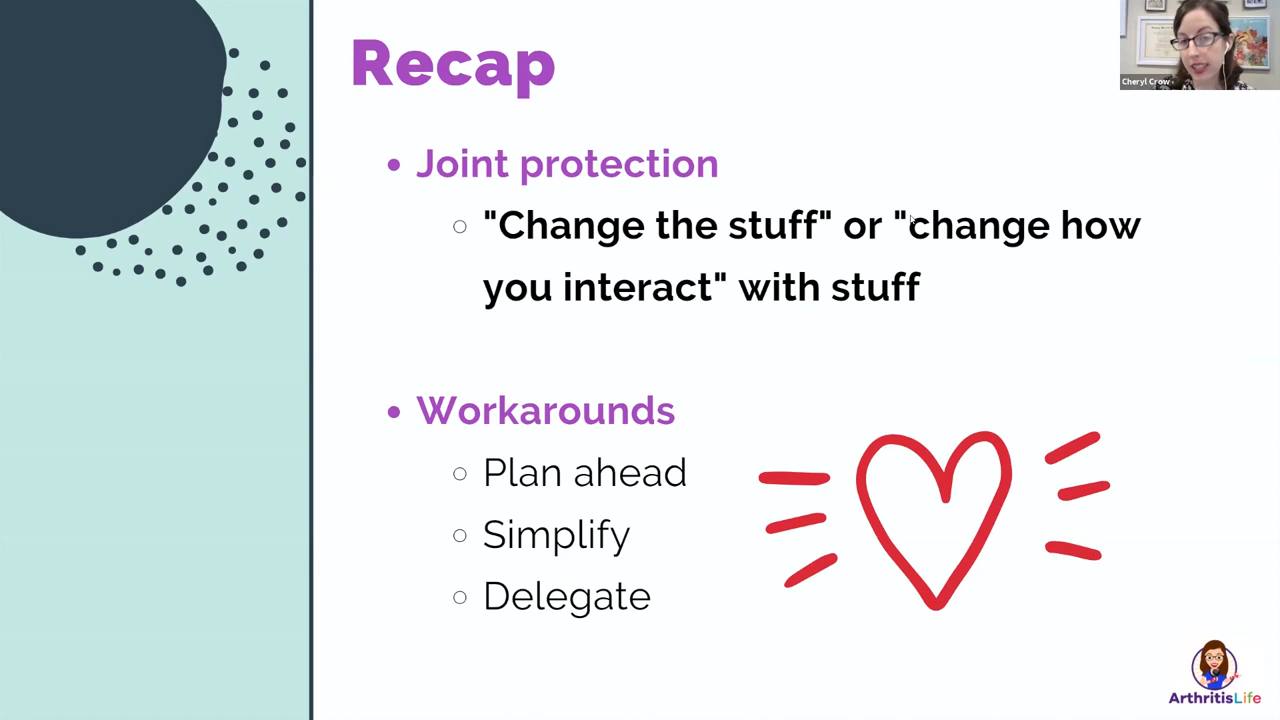 Recap
Cheryl Crow
Joint protection
"Change the stuff" or "change how
you interact" with stuff
Workarounds
Plan ahead
Simplify
Delegate
ArthritisLife